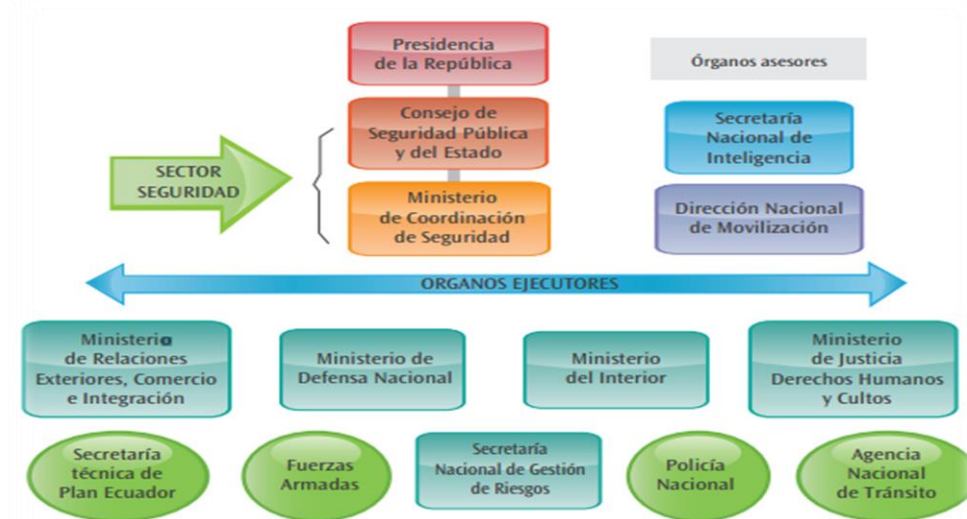 Presidencia
de la República
Órganos asesores
Consejo de
Seguridad Pública
y del Estado
Secretaría
Nacional de
Inteligencia
SECTOR
SEGURIDAD
Ministerio
de Coordinación
de Seguridad
Dirección Nacional
de Movilización
ORGANOS EJECUTORES
Ministerio
de Relaciones
Exteriores, Comercio
e Integración
Ministerio de
Defensa Nacional
Ministerio
del Interior
Ministerio
de Justicia
Derechos Humanos
y Cultos
Secretaría
técnica de
Plan Ecuador
Fuerzas
Armadas
Secretaría
Nacional de Gestión
de Riesgos
Policía
Nacional
Agencia
Nacional
de Tránsito